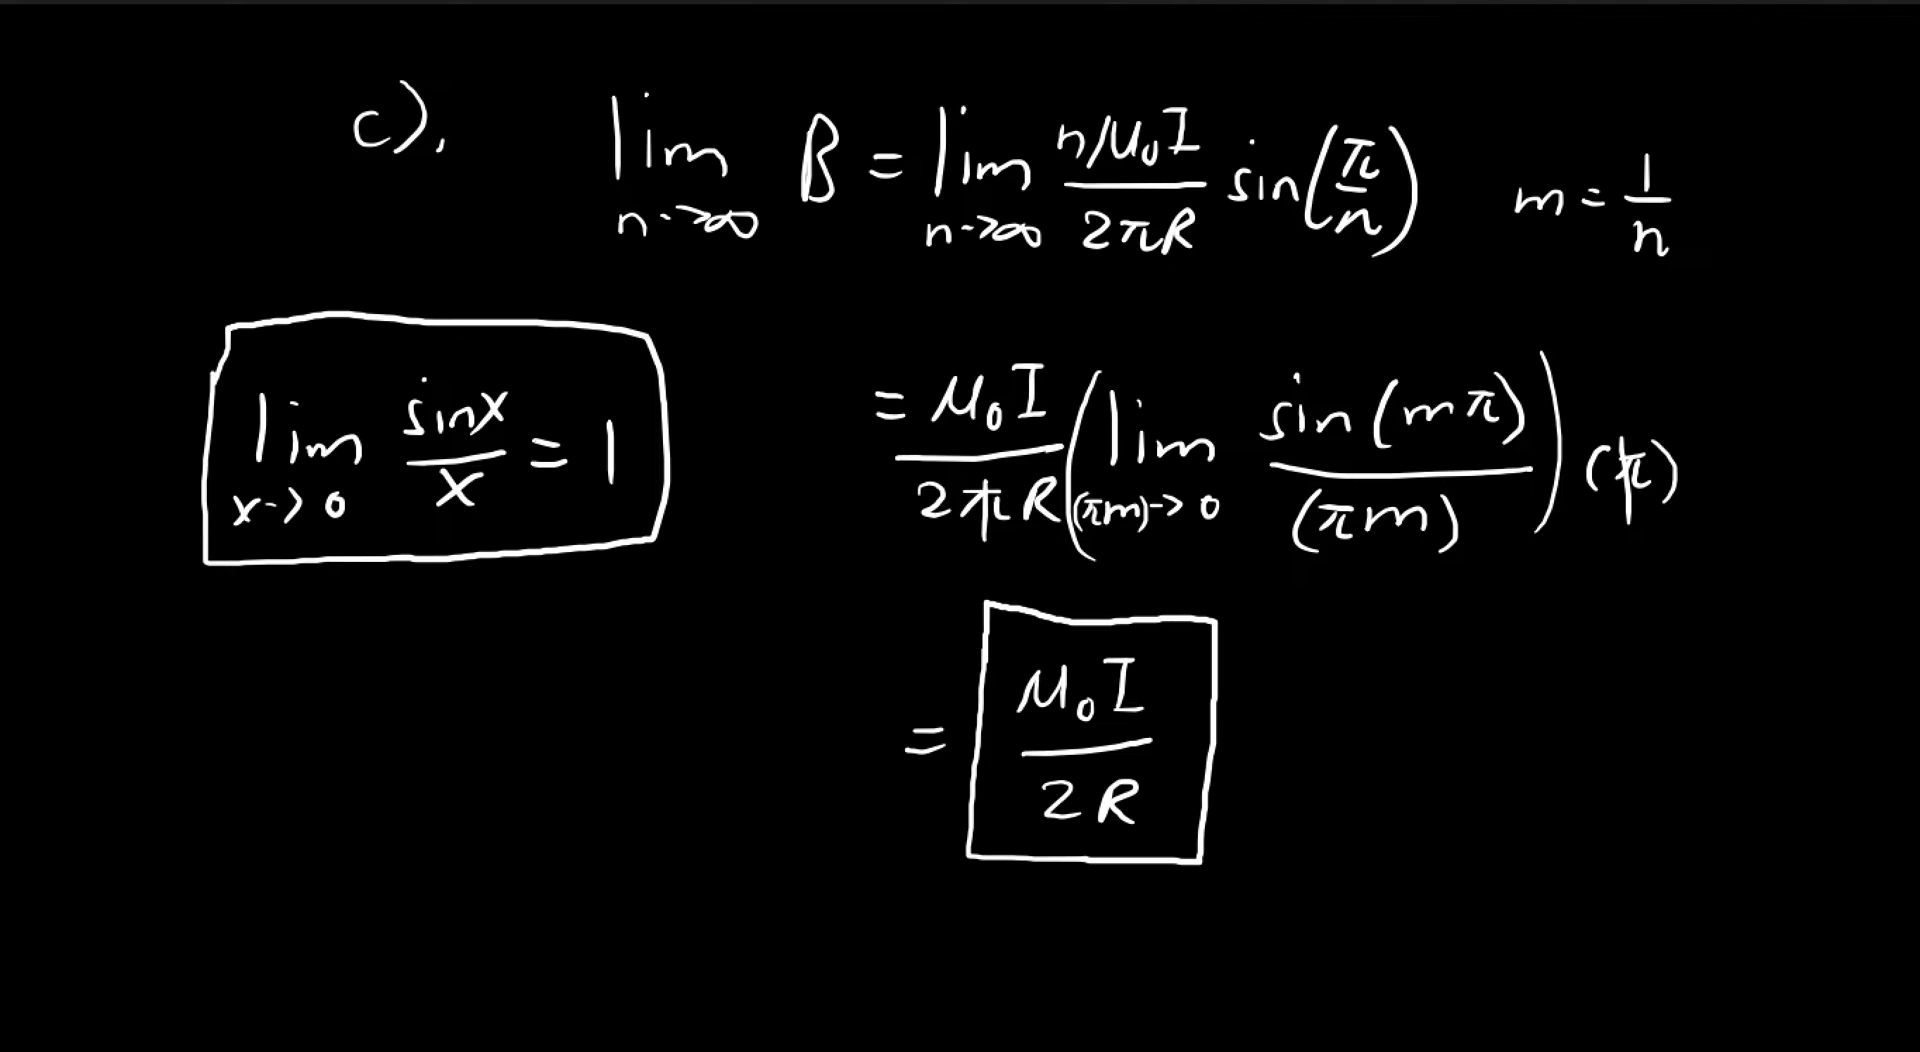 c). lim n->∞ B = lim n->∞ nμ₀I / 2πR sin(π/n) m = 1/n
lim x->0 sinx/x = 1
= μ₀I / 2πR (lim (πm)->0 sin(mπ) / (πm)) (π)
= μ₀I / 2R